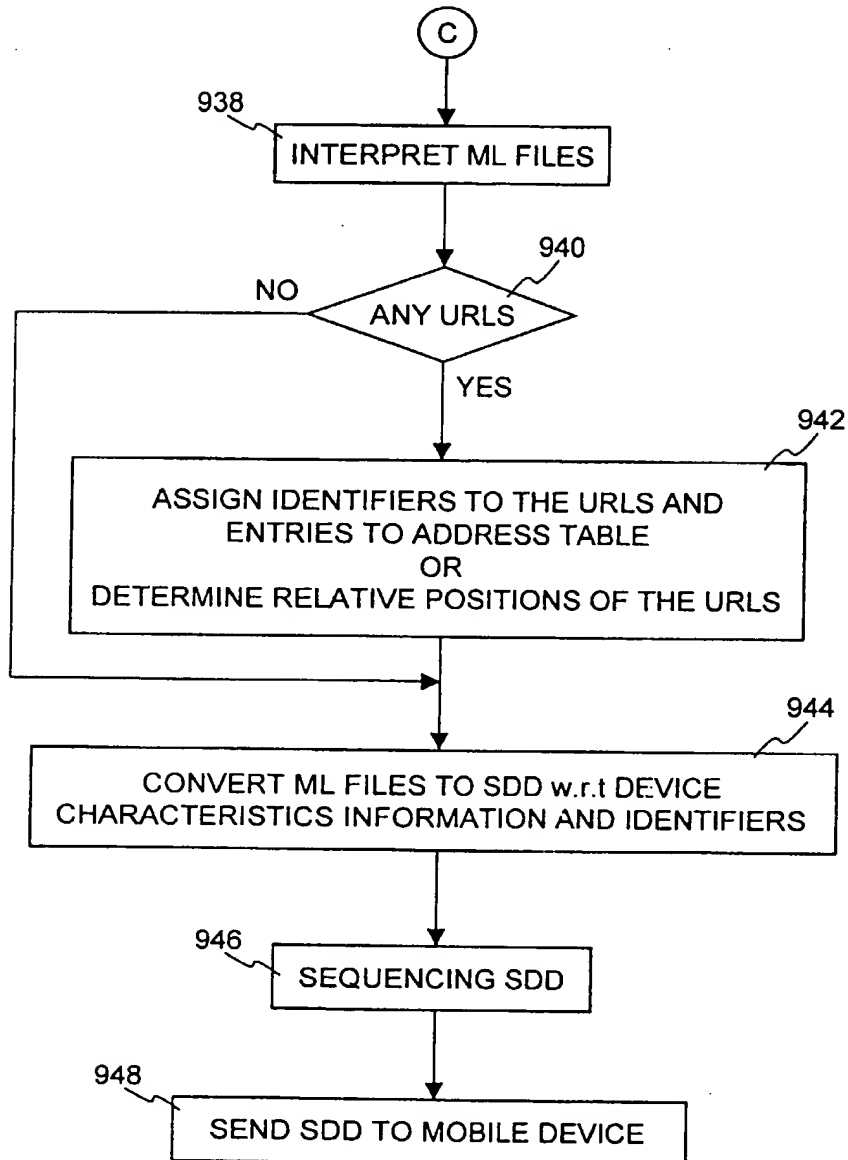 C
938
INTERPRET ML FILES
940
NO
ANY URLS
YES
942
ASSIGN IDENTIFIERS TO THE URLS AND
ENTRIES TO ADDRESS TABLE
OR
DETERMINE RELATIVE POSITIONS OF THE URLS
944
CONVERT ML FILES TO SDD w.r.t DEVICE
CHARACTERISTICS INFORMATION AND IDENTIFIERS
946
SEQUENCING SDD
948
SEND SDD TO MOBILE DEVICE